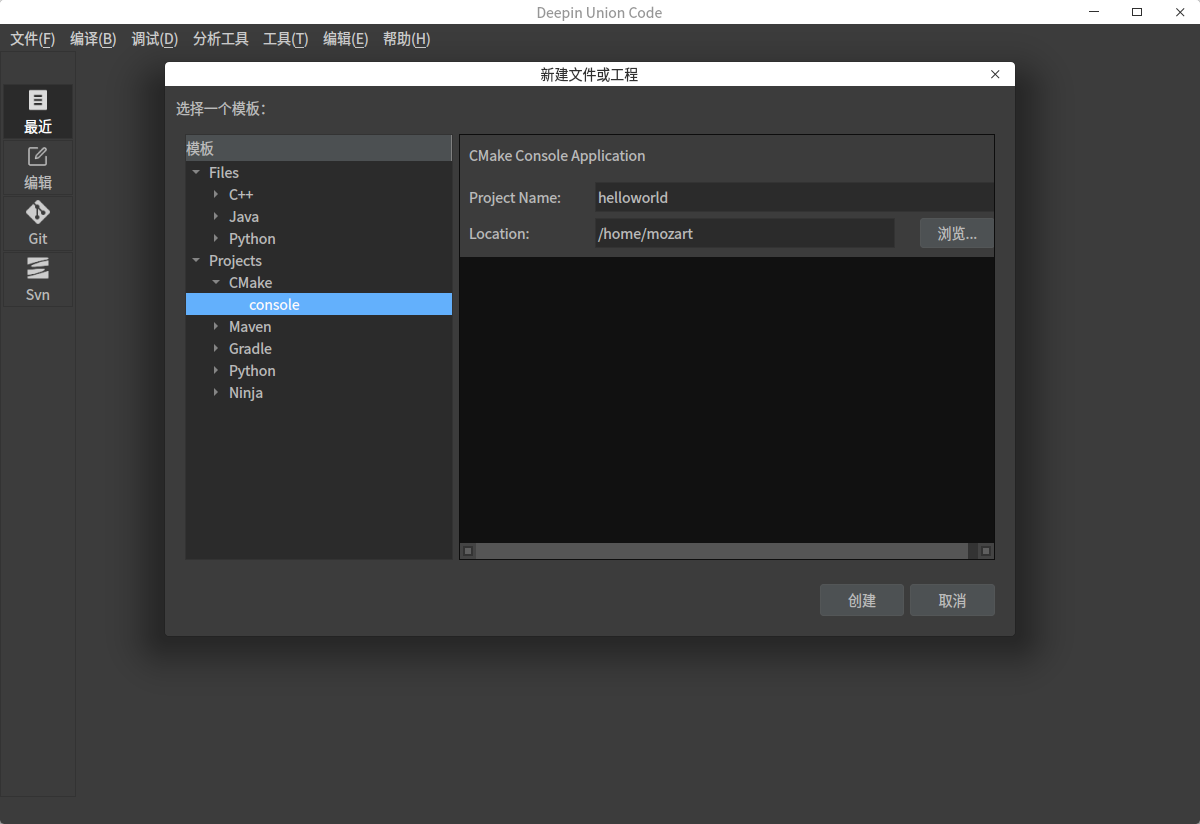 Deepin Union Code
文件(F) 编译(B) 调试(D) 分析工具 工具(T) 编辑(E) 帮助(H)
最近
编辑
Git
Svn
新建文件或工程
选择一个模板：
模板
Files
C++
Java
Python
Projects
CMake
console
Maven
Gradle
Python
Ninja
CMake Console Application
Project Name: helloworld
Location: /home/mozart 浏览...
创建 取消